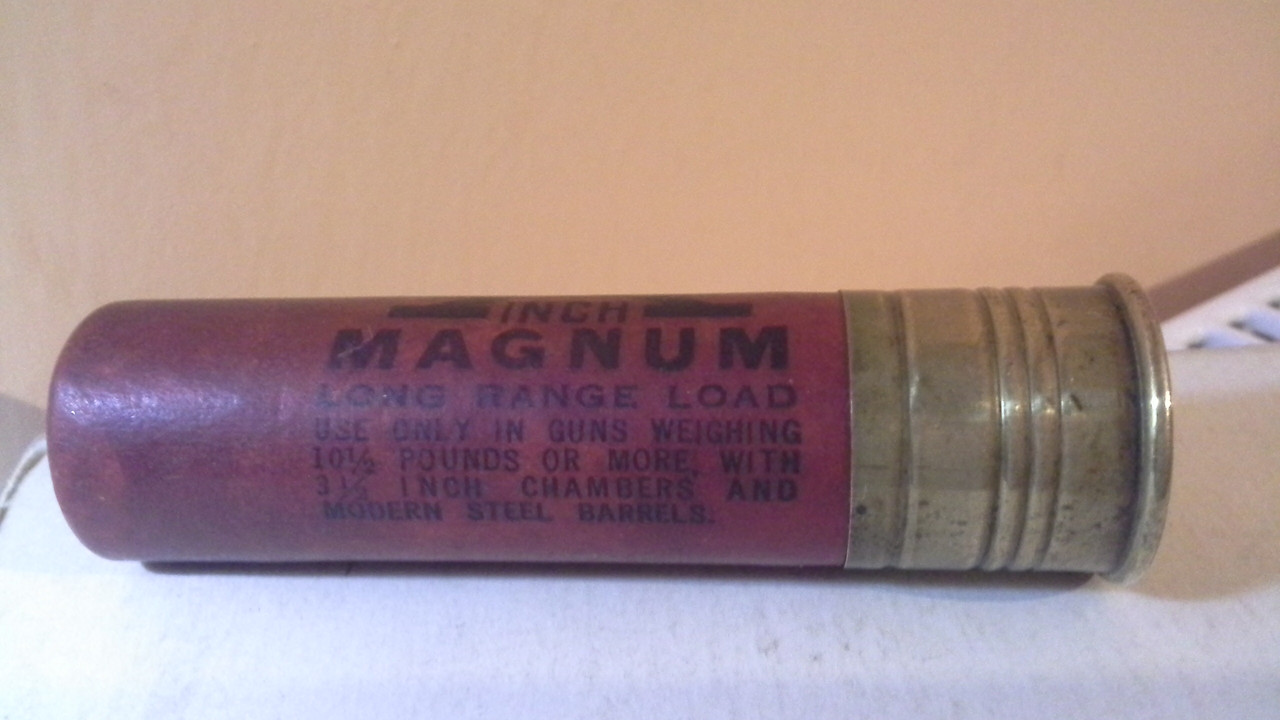 INCH
MAGNUM
LONG RANGE LOAD
USE ONLY IN GUNS WEIGHING
10½ POUNDS OR MORE, WITH
3½ INCH CHAMBERS AND
MODERN STEEL BARRELS.